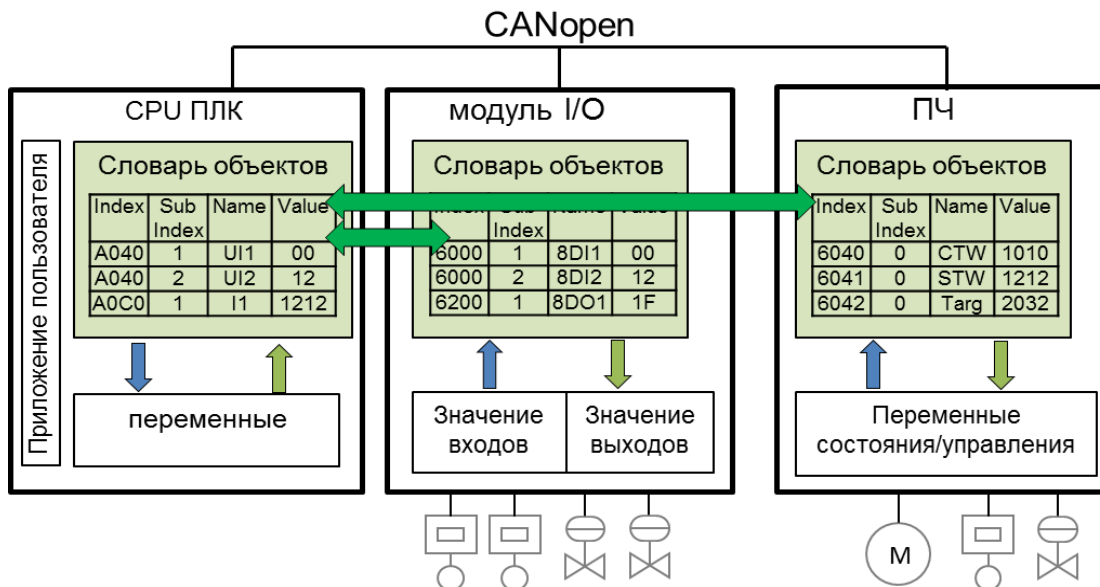 CANopen
CPU ПЛК
Приложение пользователя
Словарь объектов
Index Sub Index Name Value
A040 1 UI1 00
A040 2 UI2 12
A0C0 1 I1 1212
переменные
модуль I/O
Словарь объектов
Index Sub Index Name Value
6000 1 8DI1 00
6000 2 8DI2 12
6200 1 8DO1 1F
Значение
входов
Значение
выходов
ПЧ
Словарь объектов
Index Sub Index Name Value
6040 0 CTW 1010
6041 0 STW 1212
6042 0 Targ 2032
Переменные
состояния/управления
М